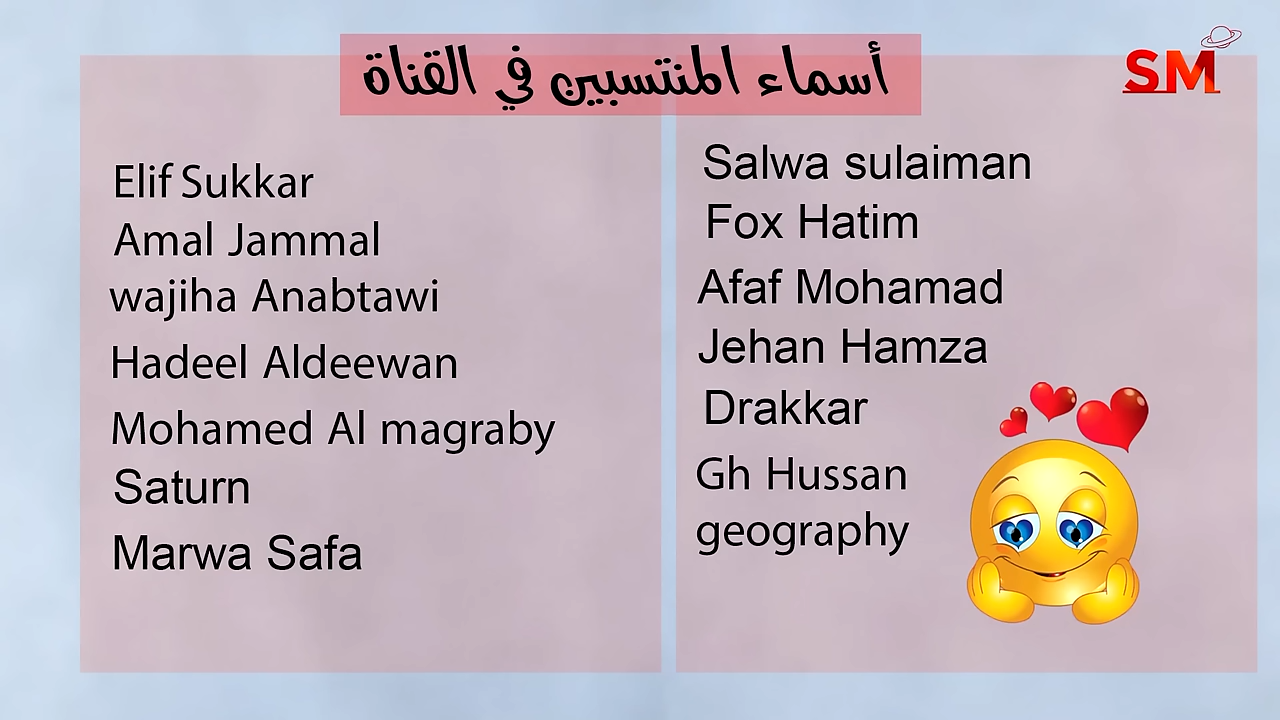 أسماء المنتسبين في القناة
SM
Elif Sukkar
Amal Jammal
wajiha Anabtawi
Hadeel Aldeewan
Mohamed Al magraby
Saturn
Marwa Safa
Salwa sulaiman
Fox Hatim
Afaf Mohamad
Jehan Hamza
Drakkar
Gh Hussan
geography